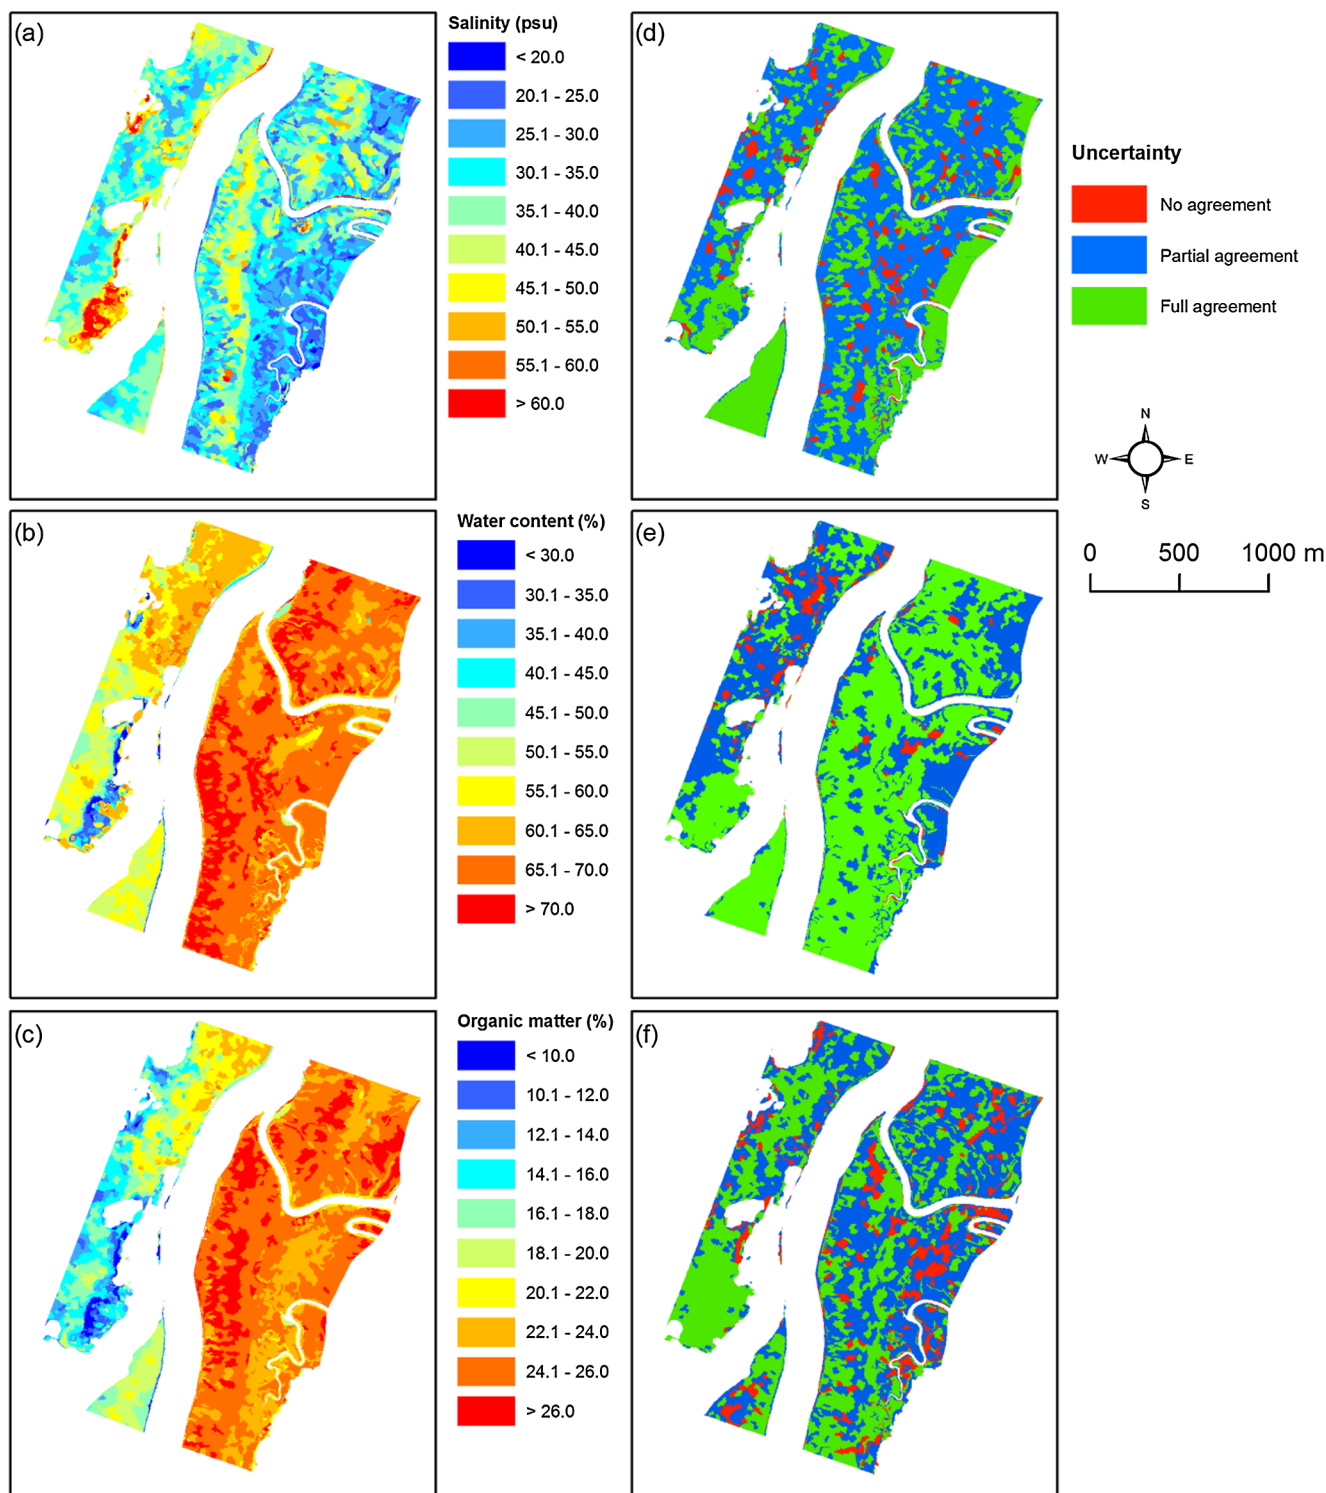 (a)
Salinity (psu)
< 20.0
20.1 - 25.0
25.1 - 30.0
30.1 - 35.0
35.1 - 40.0
40.1 - 45.0
45.1 - 50.0
50.1 - 55.0
55.1 - 60.0
> 60.0
(d)
Uncertainty
No agreement
Partial agreement
Full agreement
N
W E
S
0 500 1000 m
(b)
Water content (%)
< 30.0
30.1 - 35.0
35.1 - 40.0
40.1 - 45.0
45.1 - 50.0
50.1 - 55.0
55.1 - 60.0
60.1 - 65.0
65.1 - 70.0
> 70.0
(e)
(c)
Organic matter (%)
< 10.0
10.1 - 12.0
12.1 - 14.0
14.1 - 16.0
16.1 - 18.0
18.1 - 20.0
20.1 - 22.0
22.1 - 24.0
24.1 - 26.0
> 26.0
(f)